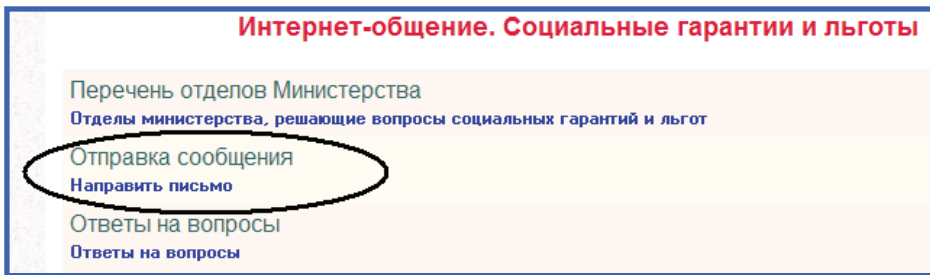 Интернет-общение. Социальные гарантии и льготы
Перечень отделов Министерства
Отделы министерства, решающие вопросы социальных гарантий и льгот
Отправка сообщения
Направить письмо
Ответы на вопросы
Ответы на вопросы